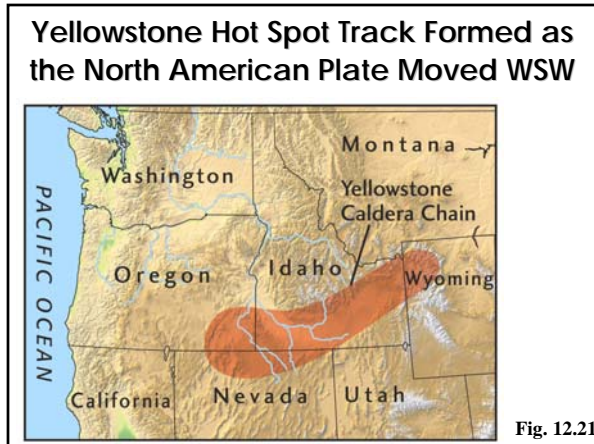 Yellowstone Hot Spot Track Formed as
the North American Plate Moved WSW
Montana
Washington
Yellowstone
Caldera Chain
PACIFIC OCEAN
Oregon
Idaho
Wyoming
California
Nevada
Utah
Fig. 12.21